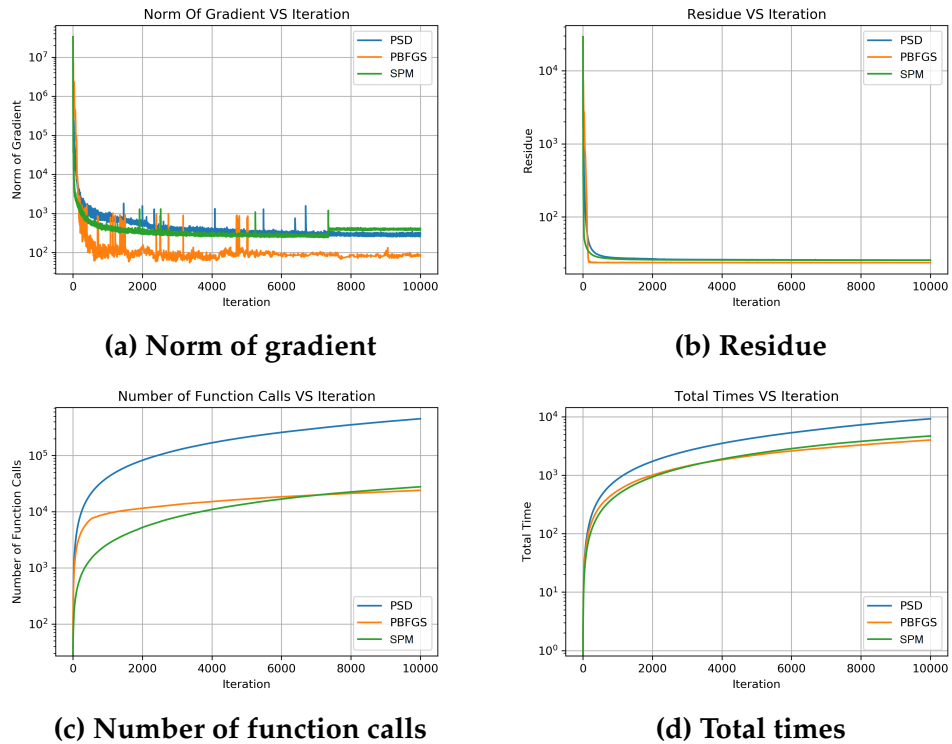 Norm Of Gradient VS Iteration
10^7
10^6
10^5
10^4
10^3
10^2
Norm of Gradient
PSD
PBFGS
SPM
0 2000 4000 6000 8000 10000
Iteration
(a) Norm of gradient
Residue VS Iteration
10^4
10^3
10^2
Residue
PSD
PBFGS
SPM
0 2000 4000 6000 8000 10000
Iteration
(b) Residue
Number of Function Calls VS Iteration
10^5
10^4
10^3
10^2
Number of Function Calls
PSD
PBFGS
SPM
0 2000 4000 6000 8000 10000
Iteration
(c) Number of function calls
Total Times VS Iteration
10^4
10^3
10^2
10^1
10^0
Total Time
PSD
PBFGS
SPM
0 2000 4000 6000 8000 10000
Iteration
(d) Total times